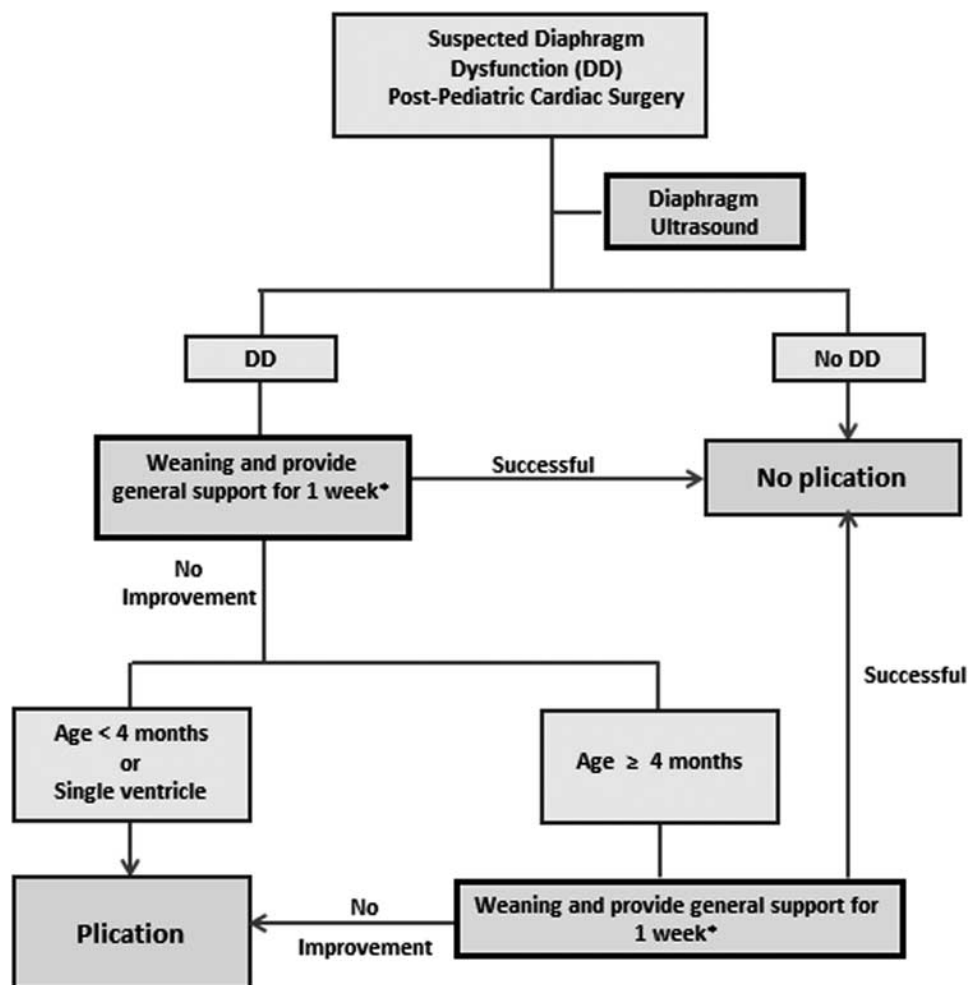 Suspected Diaphragm
Dysfunction (DD)
Post-Pediatric Cardiac Surgery
Diaphragm
Ultrasound
DD
No DD
Weaning and provide
general support for 1 week*
Successful
No plication
No
Improvement
Successful
Age < 4 months
or
Single ventricle
Age ≥ 4 months
Plication
No
Improvement
Weaning and provide general support for
1 week*